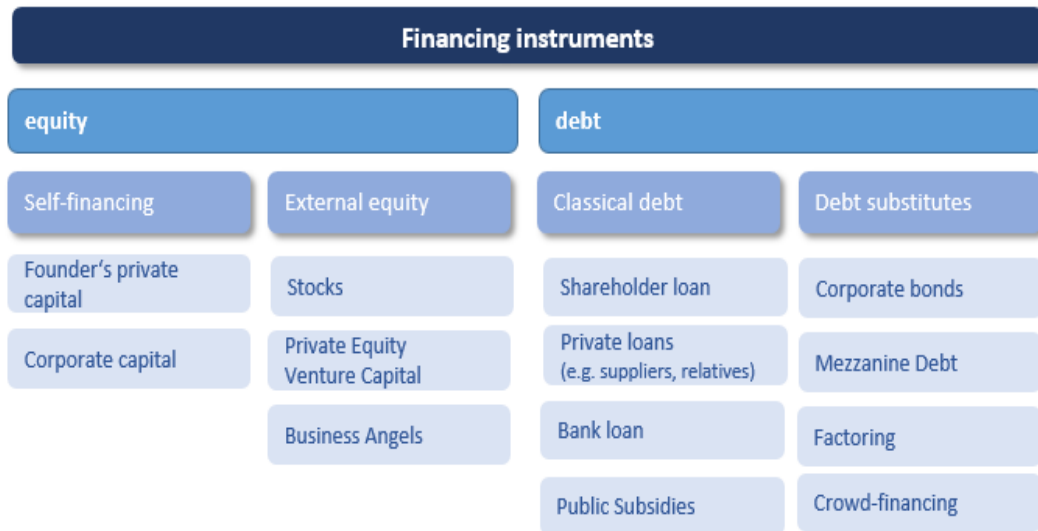 Financing instruments
equity
debt
Self-financing
External equity
Classical debt
Debt substitutes
Founder‘s private
capital
Stocks
Shareholder loan
Corporate bonds
Corporate capital
Private Equity
Venture Capital
Private loans
(e.g. suppliers, relatives)
Mezzanine Debt
Business Angels
Bank loan
Factoring
Public Subsidies
Crowd-financing